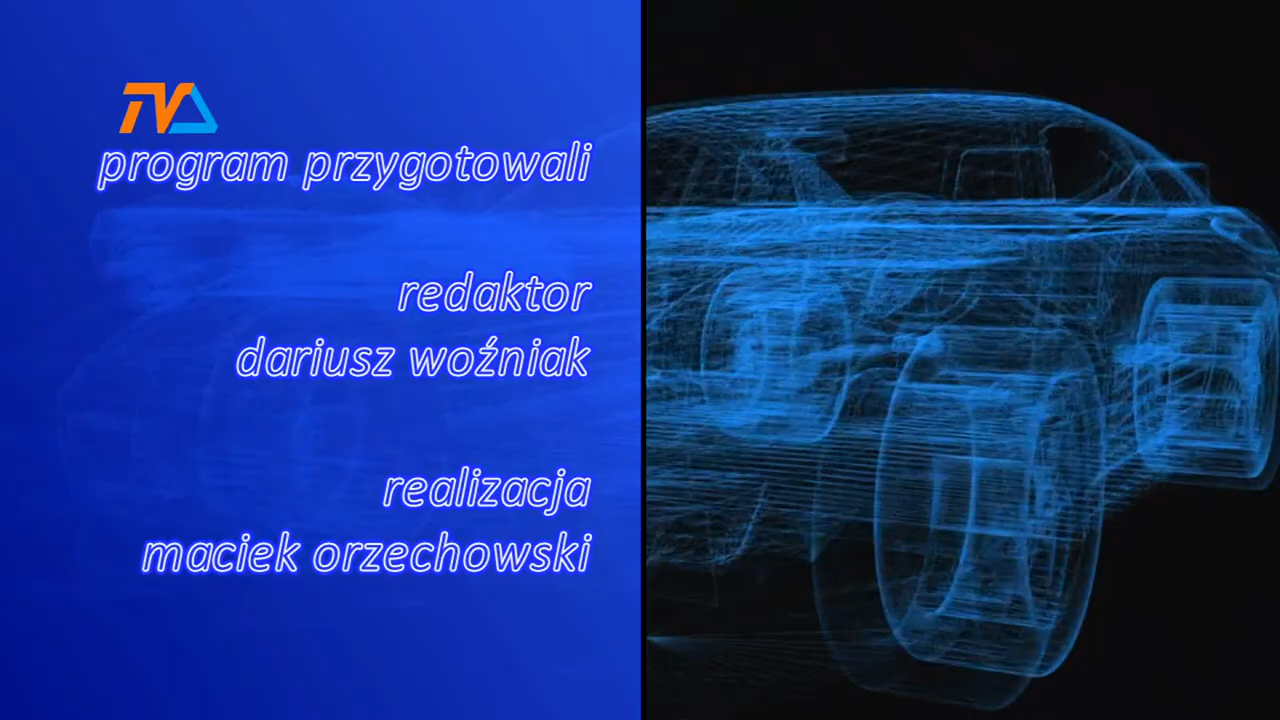 TVA
program przygotowali
redaktor
dariusz woźniak
realizacja
maciek orzechowski